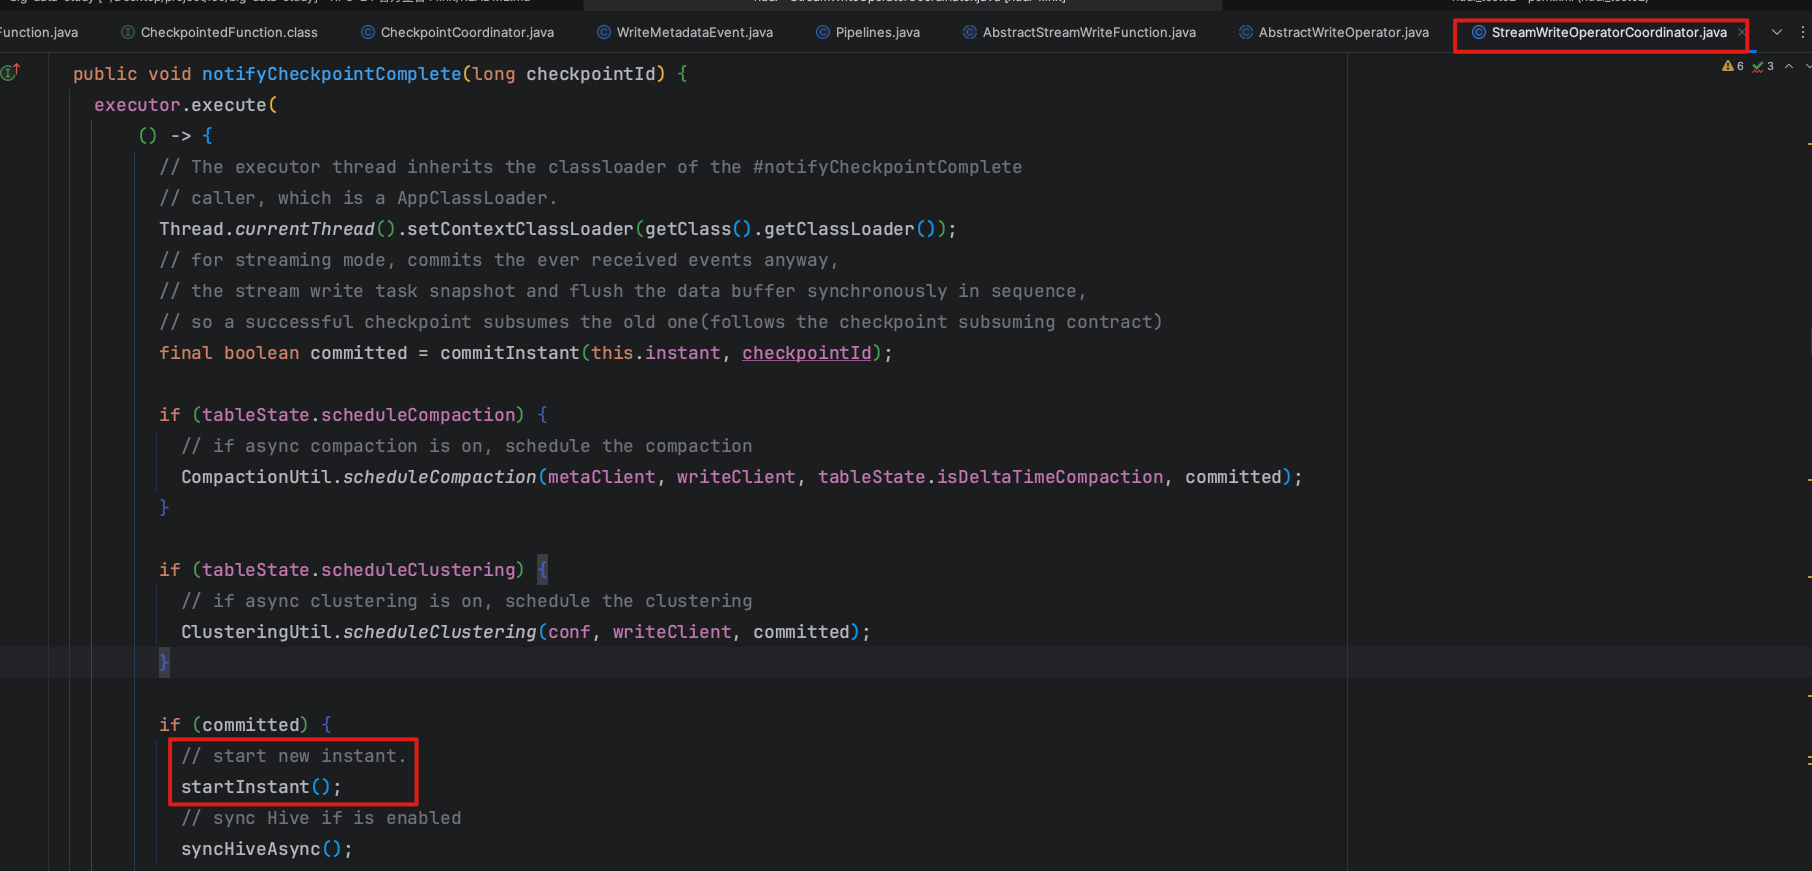 Function.java CheckpointedFunction.class CheckpointCoordinator.java WriteMetadataEvent.java Pipelines.java AbstractStreamWriteFunction.java AbstractWriteOperator.java StreamWriteOperatorCoordinator.java
6 3
public void notifyCheckpointComplete(long checkpointId) {
executor.execute(
() -> {
// The executor thread inherits the classloader of the #notifyCheckpointComplete
// caller, which is a AppClassLoader.
Thread.currentThread().setContextClassLoader(getClass().getClassLoader());
// for streaming mode, commits the ever received events anyway,
// the stream write task snapshot and flush the data buffer synchronously in sequence,
// so a successful checkpoint subsumes the old one(follows the checkpoint subsuming contract)
final boolean committed = commitInstant(this.instant, checkpointId);
if (tableState.scheduleCompaction) {
// if async compaction is on, schedule the compaction
CompactionUtil.scheduleCompaction(metaClient, writeClient, tableState.isDeltaTimeCompaction, committed);
}
if (tableState.scheduleClustering) {
// if async clustering is on, schedule the clustering
ClusteringUtil.scheduleClustering(conf, writeClient, committed);
}
if (committed) {
// start new instant.
startInstant();
// sync Hive if is enabled
syncHiveAsync();